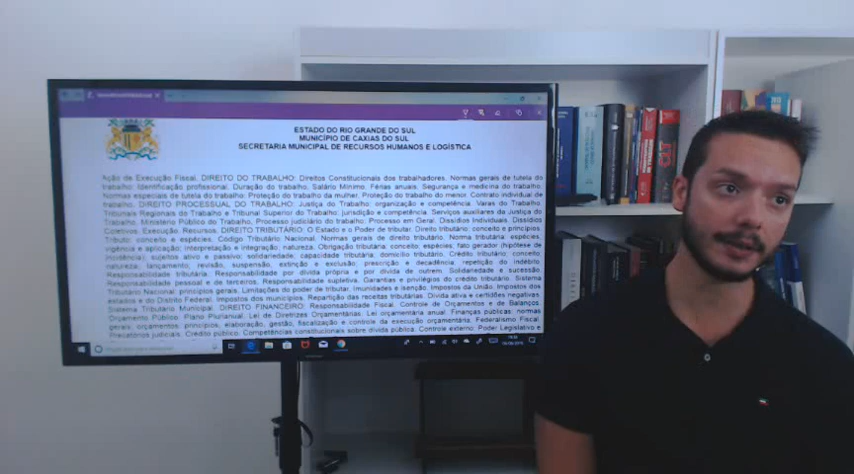 ESTADO DO RIO GRANDE DO SUL
MUNICÍPIO DE CAXIAS DO SUL
SECRETARIA MUNICIPAL DE RECURSOS HUMANOS E LOGÍSTICA
Ação de Execução Fiscal. DIREITO DO TRABALHO: Direitos Constitucionais dos trabalhadores. Normas gerais de tutela do
trabalho: Identificação profissional, Duração do trabalho, Salário Mínimo, Férias anuais, Segurança e medicina do trabalho.
Normas especiais de tutela do trabalho: Proteção do trabalho da mulher. Proteção do trabalho do menor. Contrato individual de
trabalho. DIREITO PROCESSUAL DO TRABALHO: Justiça do Trabalho: organização e competência. Varas do Trabalho,
Tribunais Regionais do Trabalho e Tribunal Superior do Trabalho: jurisdição e competência. Serviços auxiliares da Justiça do
Trabalho. Ministério Público do Trabalho. Processo judiciário do trabalho: Processo em Geral, Dissídios Individuais, Dissídios
Coletivos, Execução, Recursos. DIREITO TRIBUTÁRIO: O Estado e o Poder de tributar. Direito tributário: conceito e princípios.
Tributo: conceito e espécies. Código Tributário Nacional. Normas gerais de direito tributário. Norma tributária: espécies,
vigência e aplicação; interpretação e integração; natureza. Obrigação tributária: conceito; espécies; fato gerador (hipótese de
incidência); sujeitos ativo e passivo; solidariedade; capacidade tributária; domicílio tributário. Crédito tributário: conceito;
natureza; lançamento; revisão, suspensão, extinção e exclusão; prescrição e decadência; repetição do indébito.
Responsabilidade tributária. Responsabilidade por dívida própria e por dívida de outrem. Solidariedade e sucessão.
Responsabilidade pessoal e de terceiros. Responsabilidade supletiva. Garantias e privilégios do crédito tributário. Sistema
Tributário Nacional: princípios gerais. Limitações do poder de tributar. Imunidades e isenção. Impostos da União. Impostos dos
estados e do Distrito Federal. Impostos dos municípios. Repartição das receitas tributárias. Dívida ativa e certidões negativas.
Sistema Tributário Municipal. DIREITO FINANCEIRO: Responsabilidade Fiscal. Controle de Orçamentos e de Balanços.
Orçamento Público. Plano Plurianual. Lei de Diretrizes Orçamentárias. Lei orçamentária anual. Finanças públicas: normas
gerais; orçamentos: princípios, elaboração, gestão, fiscalização e controle da execução orçamentária. Federalismo Fiscal.
Precatórios judiciais. Crédito público. Competências constitucionais sobre dívida pública. Controle externo. Poder Legislativo e